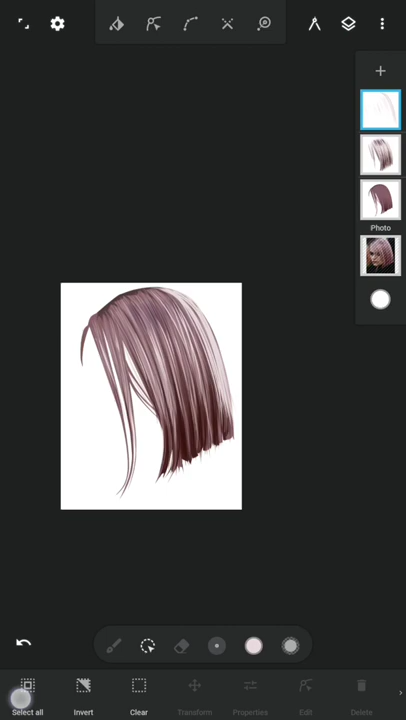 Photo
Select all
Invert
Clear
Transform
Properties
Edit
Delete